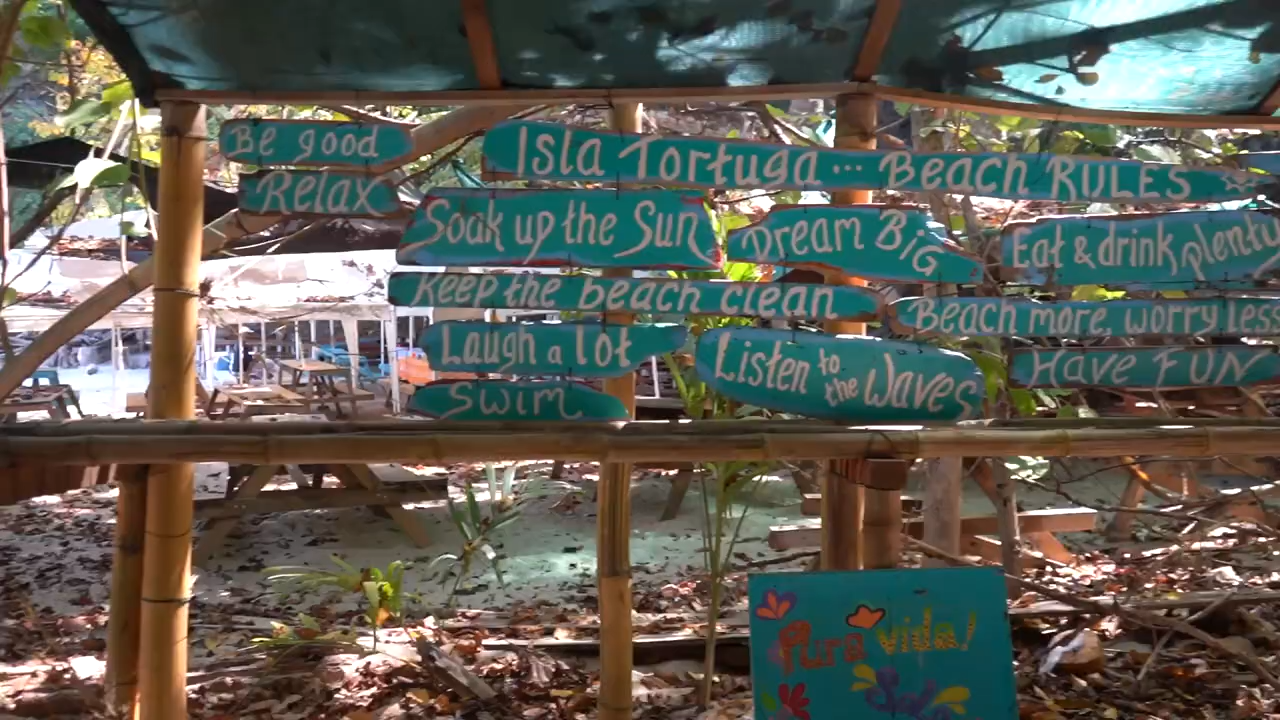 Be good
Relax
Isla Tortuga... Beach RULES
Soak up the Sun
Dream BiG
Eat & drink plenty
Keep the beach clean
Beach more, worry less
Laugh a lot
Listen to the Waves
Have FUN
Swim
Pura vida!